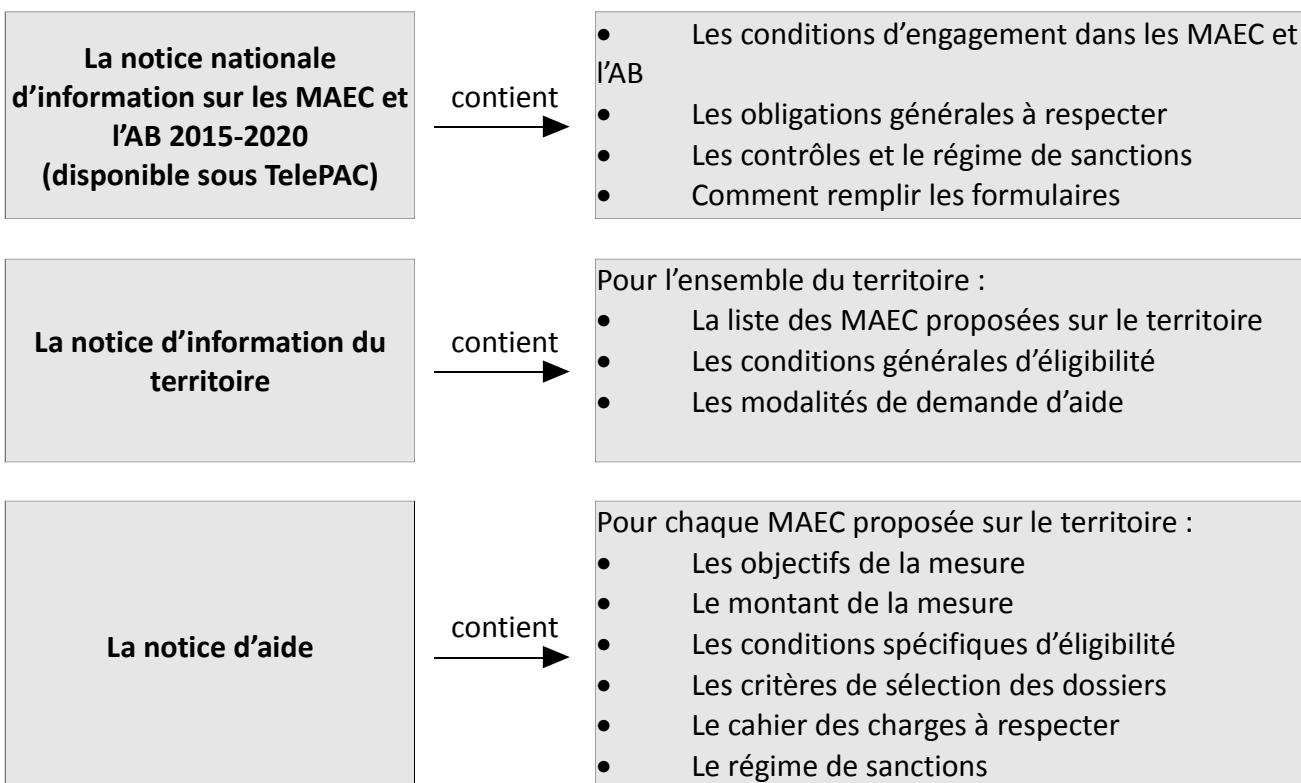 La notice nationale
d’information sur les MAEC et
l’AB 2015-2020
(disponible sous TelePAC)
contient
• Les conditions d’engagement dans les MAEC et
l’AB
• Les obligations générales à respecter
• Les contrôles et le régime de sanctions
• Comment remplir les formulaires
La notice d’information du
territoire
contient
Pour l’ensemble du territoire :
• La liste des MAEC proposées sur le territoire
• Les conditions générales d’éligibilité
• Les modalités de demande d’aide
La notice d’aide
contient
Pour chaque MAEC proposée sur le territoire :
• Les objectifs de la mesure
• Le montant de la mesure
• Les conditions spécifiques d’éligibilité
• Les critères de sélection des dossiers
• Le cahier des charges à respecter
• Le régime de sanctions